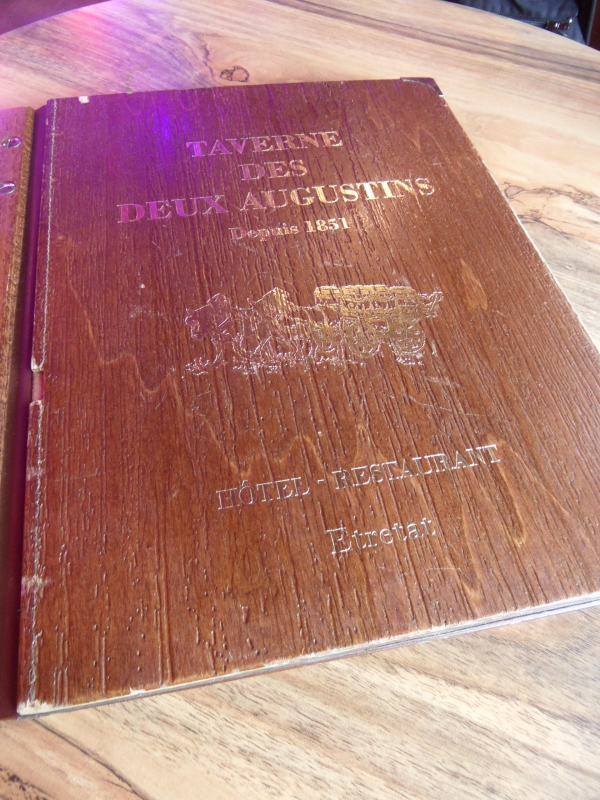 TAVERNE
DES
DEUX AUGUSTINS
Depuis 1851
HÔTEL - RESTAURANT
Etretat